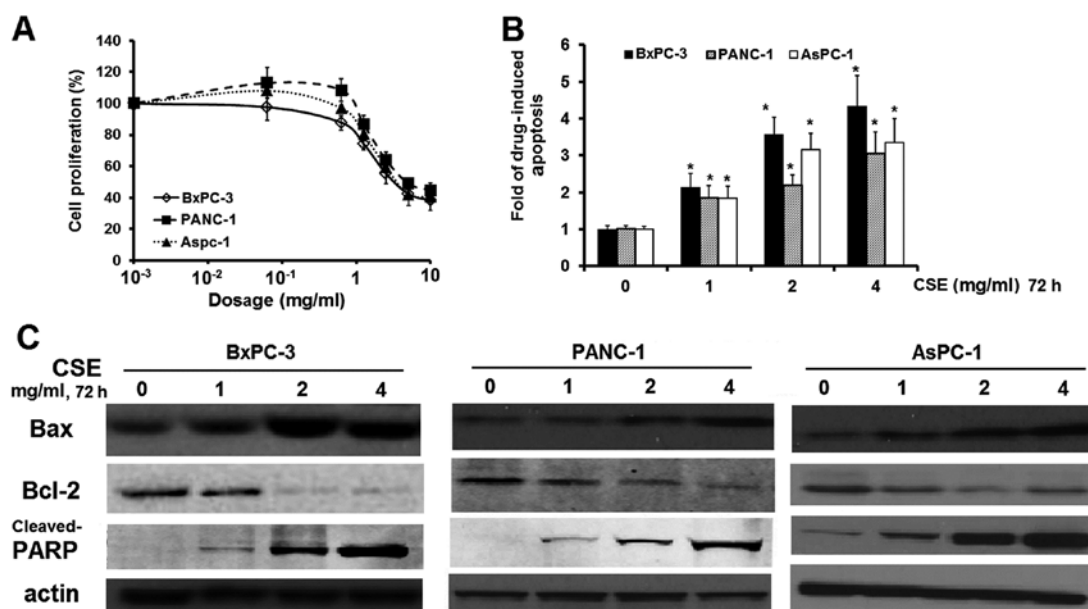 A
Cell proliferation (%)
140
120
100
80
60
40
20
0
BxPC-3
PANC-1
Aspc-1
10⁻³ 10⁻² 10⁻¹ 1 10
Dosage (mg/ml)
B
Fold of drug-induced
apoptosis
6
5
4
3
2
1
0
BxPC-3 PANC-1 AsPC-1
* * * * * * * * *
0 1 2 4 CSE (mg/ml) 72 h
C
CSE
mg/ml, 72 h
BxPC-3 PANC-1 AsPC-1
0 1 2 4 0 1 2 4 0 1 2 4
Bax
Bcl-2
Cleaved-
PARP
actin